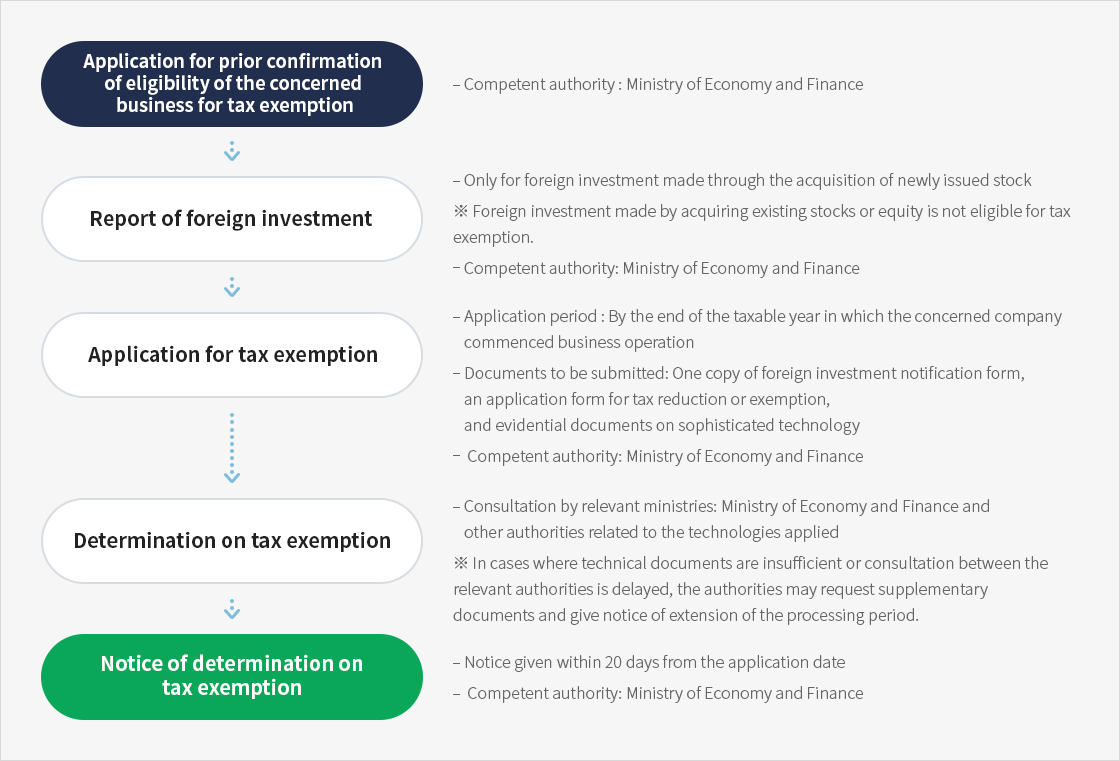 Application for prior confirmation
of eligibility of the concerned
business for tax exemption
– Competent authority : Ministry of Economy and Finance
Report of foreign investment
– Only for foreign investment made through the acquisition of newly issued stock
※ Foreign investment made by acquiring existing stocks or equity is not eligible for tax
exemption.
– Competent authority: Ministry of Economy and Finance
Application for tax exemption
– Application period : By the end of the taxable year in which the concerned company
commenced business operation
– Documents to be submitted: One copy of foreign investment notification form,
an application form for tax reduction or exemption,
and evidential documents on sophisticated technology
– Competent authority: Ministry of Economy and Finance
Determination on tax exemption
– Consultation by relevant ministries: Ministry of Economy and Finance and
other authorities related to the technologies applied
※ In cases where technical documents are insufficient or consultation between the
relevant authorities is delayed, the authorities may request supplementary
documents and give notice of extension of the processing period.
Notice of determination on
tax exemption
– Notice given within 20 days from the application date
– Competent authority: Ministry of Economy and Finance